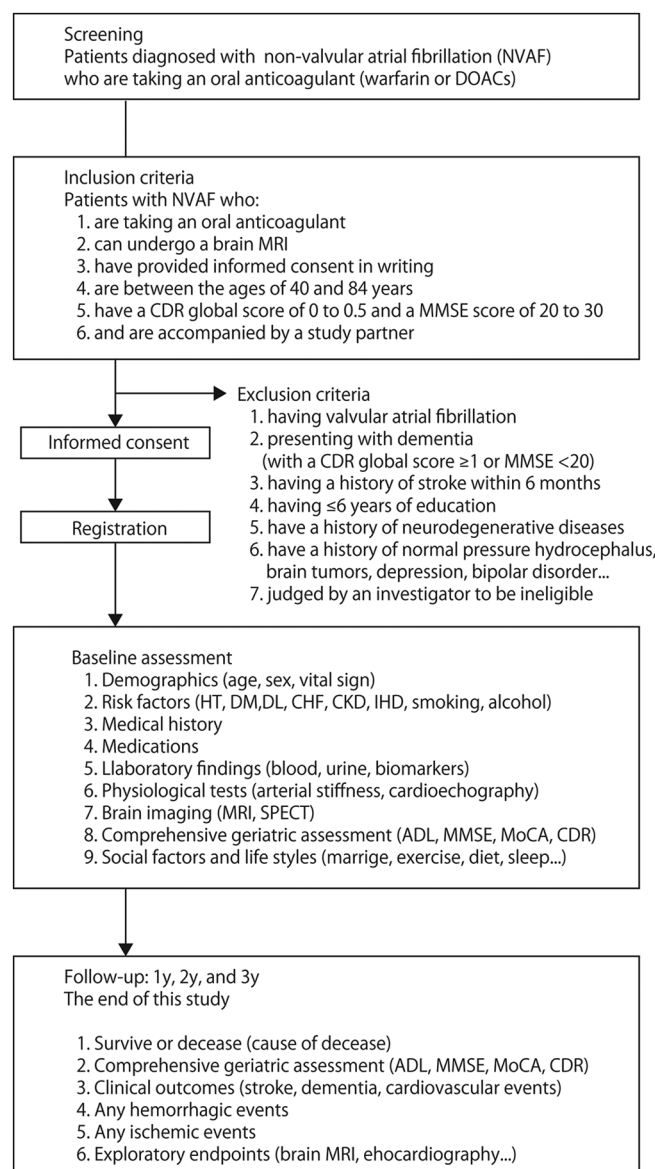 Screening
Patients diagnosed with non-valvular atrial fibrillation (NVAF)
who are taking an oral anticoagulant (warfarin or DOACs)
Inclusion criteria
Patients with NVAF who:
1. are taking an oral anticoagulant
2. can undergo a brain MRI
3. have provided informed consent in writing
4. are between the ages of 40 and 84 years
5. have a CDR global score of 0 to 0.5 and a MMSE score of 20 to 30
6. and are accompanied by a study partner
Exclusion criteria
1. having valvular atrial fibrillation
2. presenting with dementia
(with a CDR global score ≥1 or MMSE <20)
3. having a history of stroke within 6 months
4. having ≤6 years of education
5. have a history of neurodegenerative diseases
6. have a history of normal pressure hydrocephalus,
brain tumors, depression, bipolar disorder...
7. judged by an investigator to be ineligible
Informed consent
Registration
Baseline assessment
1. Demographics (age, sex, vital sign)
2. Risk factors (HT, DM,DL, CHF, CKD, IHD, smoking, alcohol)
3. Medical history
4. Medications
5. Llaboratory findings (blood, urine, biomarkers)
6. Physiological tests (arterial stiffness, cardioechography)
7. Brain imaging (MRI, SPECT)
8. Comprehensive geriatric assessment (ADL, MMSE, MoCA, CDR)
9. Social factors and life styles (marrige, exercise, diet, sleep...)
Follow-up: 1y, 2y, and 3y
The end of this study
1. Survive or decease (cause of decease)
2. Comprehensive geriatric assessment (ADL, MMSE, MoCA, CDR)
3. Clinical outcomes (stroke, dementia, cardiovascular events)
4. Any hemorrhagic events
5. Any ischemic events
6. Exploratory endpoints (brain MRI, ehocardiography...)